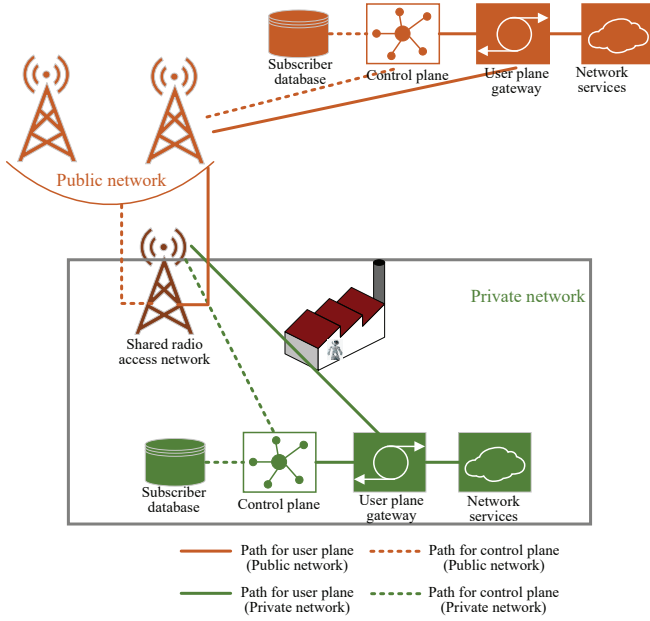 Subscriber
database
Control plane
User plane
gateway
Network
services
Public network
Private network
Shared radio
access network
Subscriber
database
Control plane
User plane
gateway
Network
services
Path for user plane
(Public network)
Path for control plane
(Public network)
Path for user plane
(Private network)
Path for control plane
(Private network)